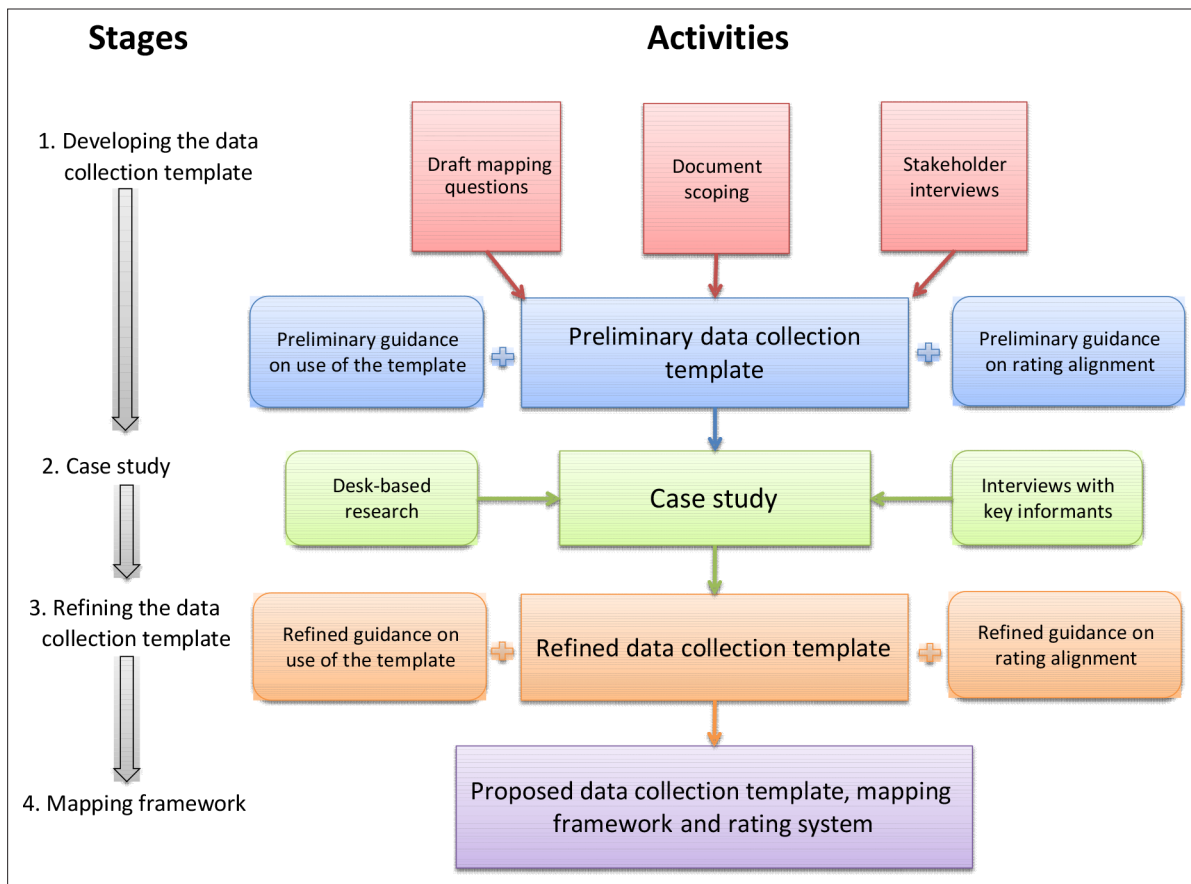 Stages
Activities
1. Developing the data
collection template
Draft mapping
questions
Document
scoping
Stakeholder
interviews
Preliminary guidance
on use of the template
Preliminary data collection
template
Preliminary guidance
on rating alignment
2. Case study
Desk-based
research
Case study
Interviews with
key informants
3. Refining the data
collection template
Refined guidance on
use of the template
Refined data collection template
Refined guidance on
rating alignment
4. Mapping framework
Proposed data collection template, mapping
framework and rating system